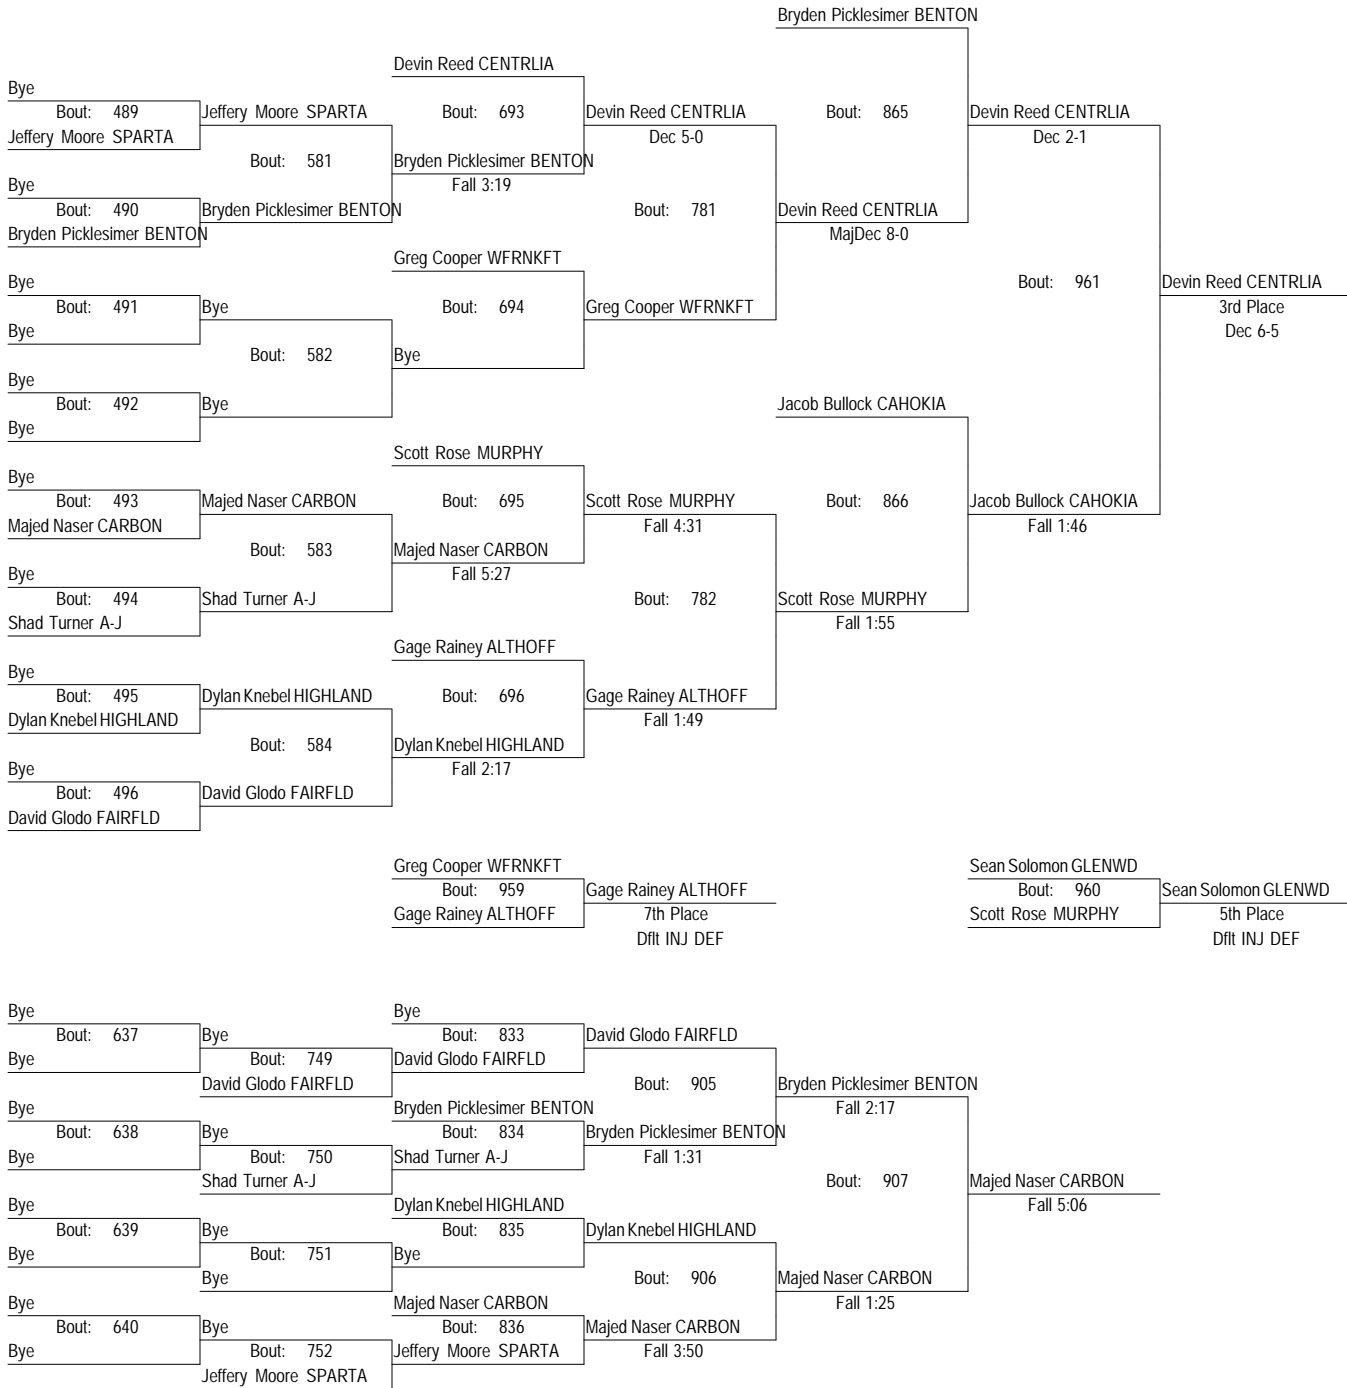 Bryden Picklesimer BENTON
Devin Reed CENTRLIA
Bye
Bout: 489 Jeffery Moore SPARTA Bout: 693 Devin Reed CENTRLIA Bout: 865 Devin Reed CENTRLIA
Jeffery Moore SPARTA Dec 5-0 Dec 2-1
Bout: 581 Bryden Picklesimer BENTON
Bye Fall 3:19
Bout: 490 Bryden Picklesimer BENTON Bout: 781 Devin Reed CENTRLIA
Bryden Picklesimer BENTON MajDec 8-0
Greg Cooper WFRNKFT
Bye Bout: 961 Devin Reed CENTRLIA
Bout: 491 Bye Bout: 694 Greg Cooper WFRNKFT 3rd Place
Bye Dec 6-5
Bout: 582 Bye
Bye
Bout: 492 Bye Jacob Bullock CAHOKIA
Bye
Scott Rose MURPHY
Bye
Bout: 493 Majed Naser CARBON Bout: 695 Scott Rose MURPHY Bout: 866 Jacob Bullock CAHOKIA
Majed Naser CARBON Fall 4:31 Fall 1:46
Bout: 583 Majed Naser CARBON
Bye Fall 5:27
Bout: 494 Shad Turner A-J Bout: 782 Scott Rose MURPHY
Shad Turner A-J Fall 1:55
Gage Rainey ALTHOFF
Bye
Bout: 495 Dylan Knebel HIGHLAND Bout: 696 Gage Rainey ALTHOFF
Dylan Knebel HIGHLAND Fall 1:49
Bout: 584 Dylan Knebel HIGHLAND
Bye Fall 2:17
Bout: 496 David Glodo FAIRFLD
David Glodo FAIRFLD
Greg Cooper WFRNKFT Sean Solomon GLENWD
Bout: 959 Gage Rainey ALTHOFF Bout: 960 Sean Solomon GLENWD
Gage Rainey ALTHOFF 7th Place Scott Rose MURPHY 5th Place
Dflt INJ DEF Dflt INJ DEF
Bye Bye
Bout: 637 Bye Bout: 833 David Glodo FAIRFLD
Bye Bout: 749 David Glodo FAIRFLD
David Glodo FAIRFLD Bout: 905 Bryden Picklesimer BENTON
Bye Bryden Picklesimer BENTON Fall 2:17
Bout: 638 Bye Bout: 834 Bryden Picklesimer BENTON
Bye Bout: 750 Shad Turner A-J Fall 1:31
Shad Turner A-J Bout: 907 Majed Naser CARBON
Bye Dylan Knebel HIGHLAND Fall 5:06
Bout: 639 Bye Bout: 835 Dylan Knebel HIGHLAND
Bye Bout: 751 Bye
Bye Bout: 906 Majed Naser CARBON
Bye Majed Naser CARBON Fall 1:25
Bout: 640 Bye Bout: 836 Majed Naser CARBON
Bye Bout: 752 Jeffery Moore SPARTA Fall 3:50
Jeffery Moore SPARTA